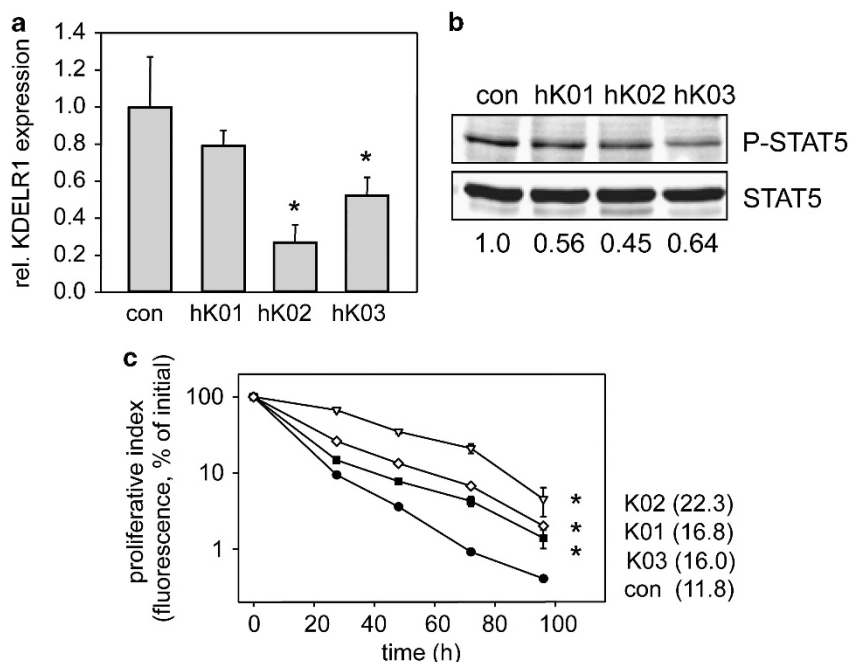 a
rel. KDELR1 expression
1.4
1.0
0.8
0.6
0.4
0.2
0.0
*
*
con hK01 hK02 hK03
b
con hK01 hK02 hK03
P-STAT5
STAT5
1.0 0.56 0.45 0.64
c
proliferative index
(fluorescence, % of initial)
100
10
1
*
*
*
K02 (22.3)
K01 (16.8)
K03 (16.0)
con (11.8)
0 20 40 60 80 100
time (h)